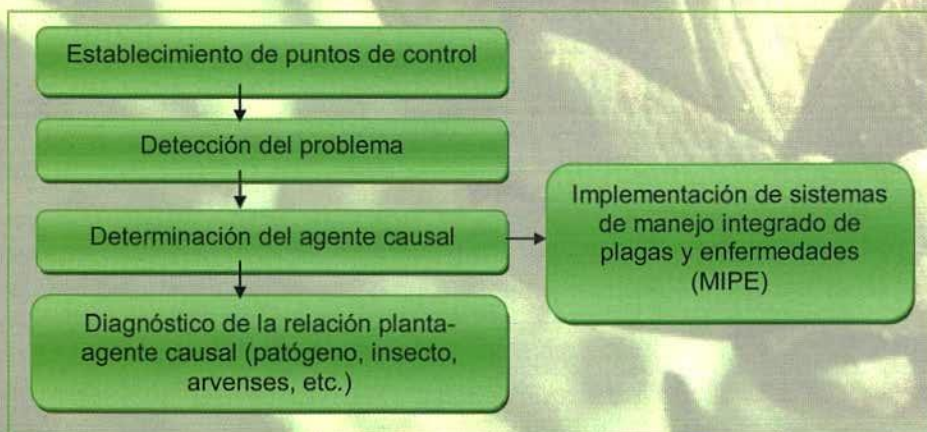 Establecimiento de puntos de control
Detección del problema
Determinación del agente causal
Implementación de sistemas
de manejo integrado de
plagas y enfermedades
(MIPE)
Diagnóstico de la relación planta-
agente causal (patógeno, insecto,
arvenses, etc.)